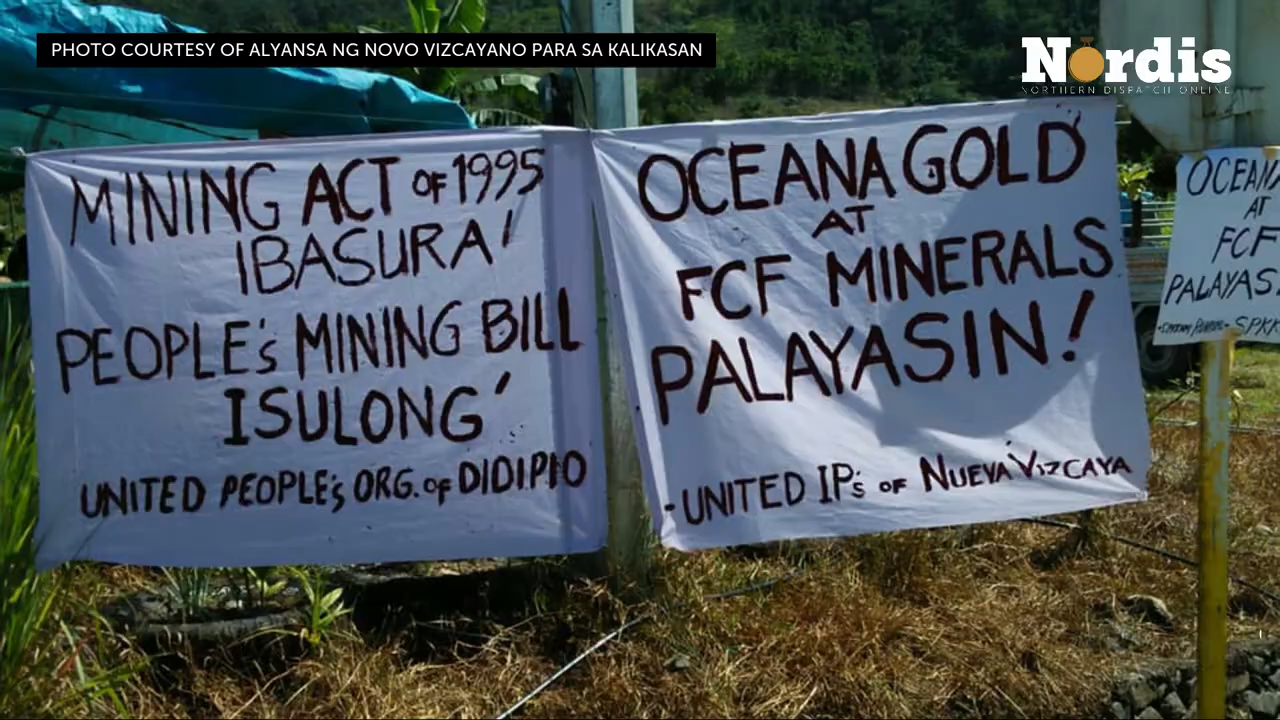 PHOTO COURTESY OF ALYANSA NG NOVO VIZCAYANO PARA SA KALIKASAN
Nordis
NORTHERN DISPATCH ONLINE
MINING ACT OF 1995
IBASURA!
PEOPLE'S MINING BILL
ISULONG'
UNITED PEOPLE'S ORG. OF DIDIPIO
OCEANA GOLD
AT
FCF MINERALS
PALAYASIN!
-UNITED IP's OF NUEVA VIZCAYA
OCEANA
AT
FCF
PALAYAS